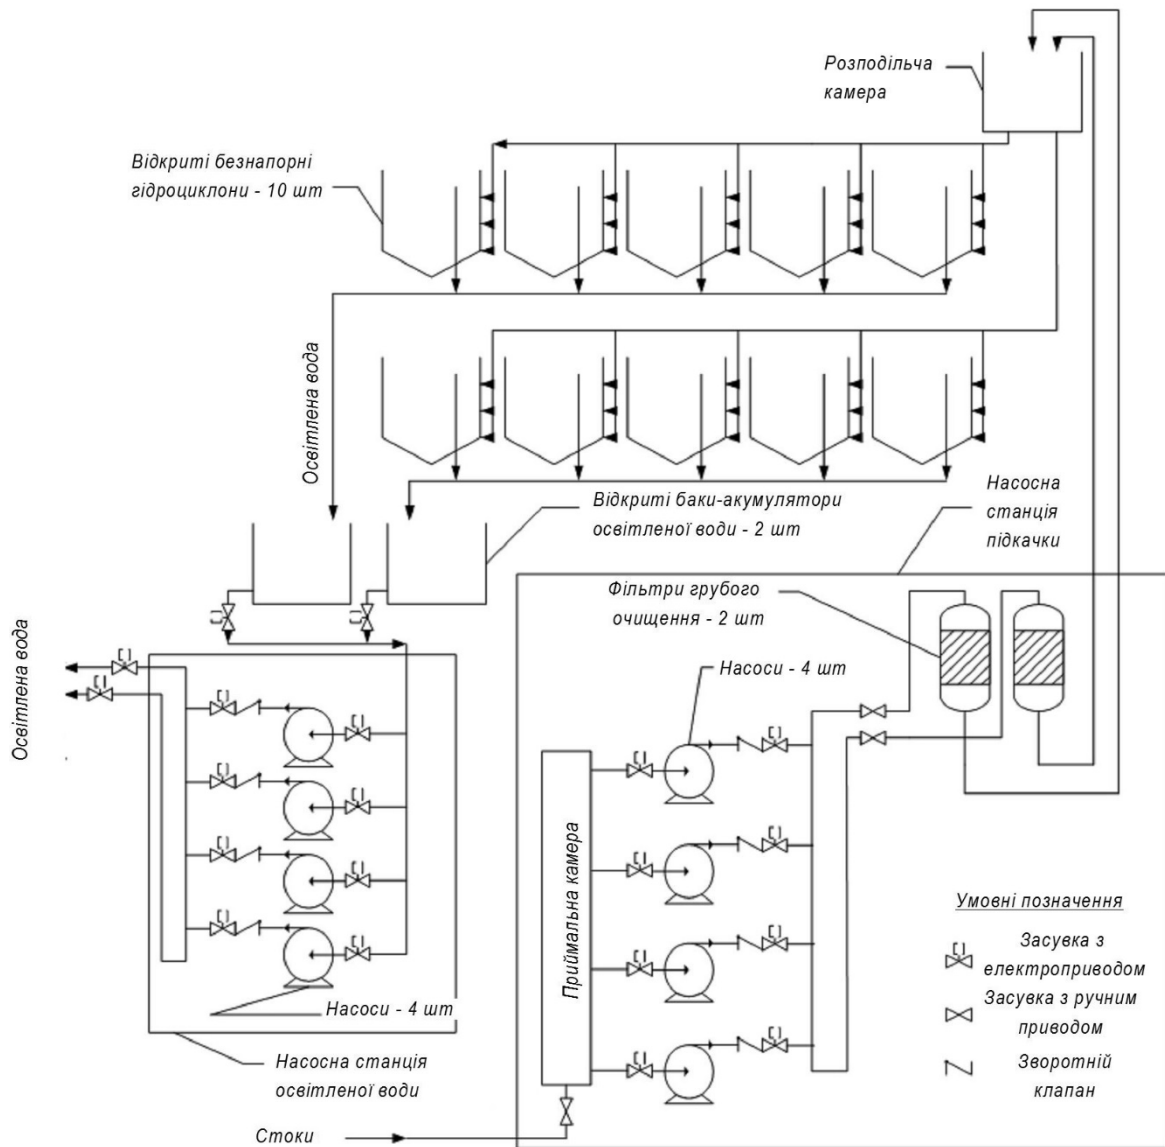 Розподільча
камера
Відкриті безнапорні
гідроциклони - 10 шт
Освітлена вода
Відкриті баки-акумулятори
освітленої води - 2 шт
Насосна
станція
підкачки
Фільтри грубого
очищення - 2 шт
Насоси - 4 шт
Освітлена вода
Приймальна камера
Насоси - 4 шт
Насосна станція
освітленої води
Стоки
Умовні позначення
Засувка з
електроприводом
Засувка з ручним
приводом
Зворотній
клапан